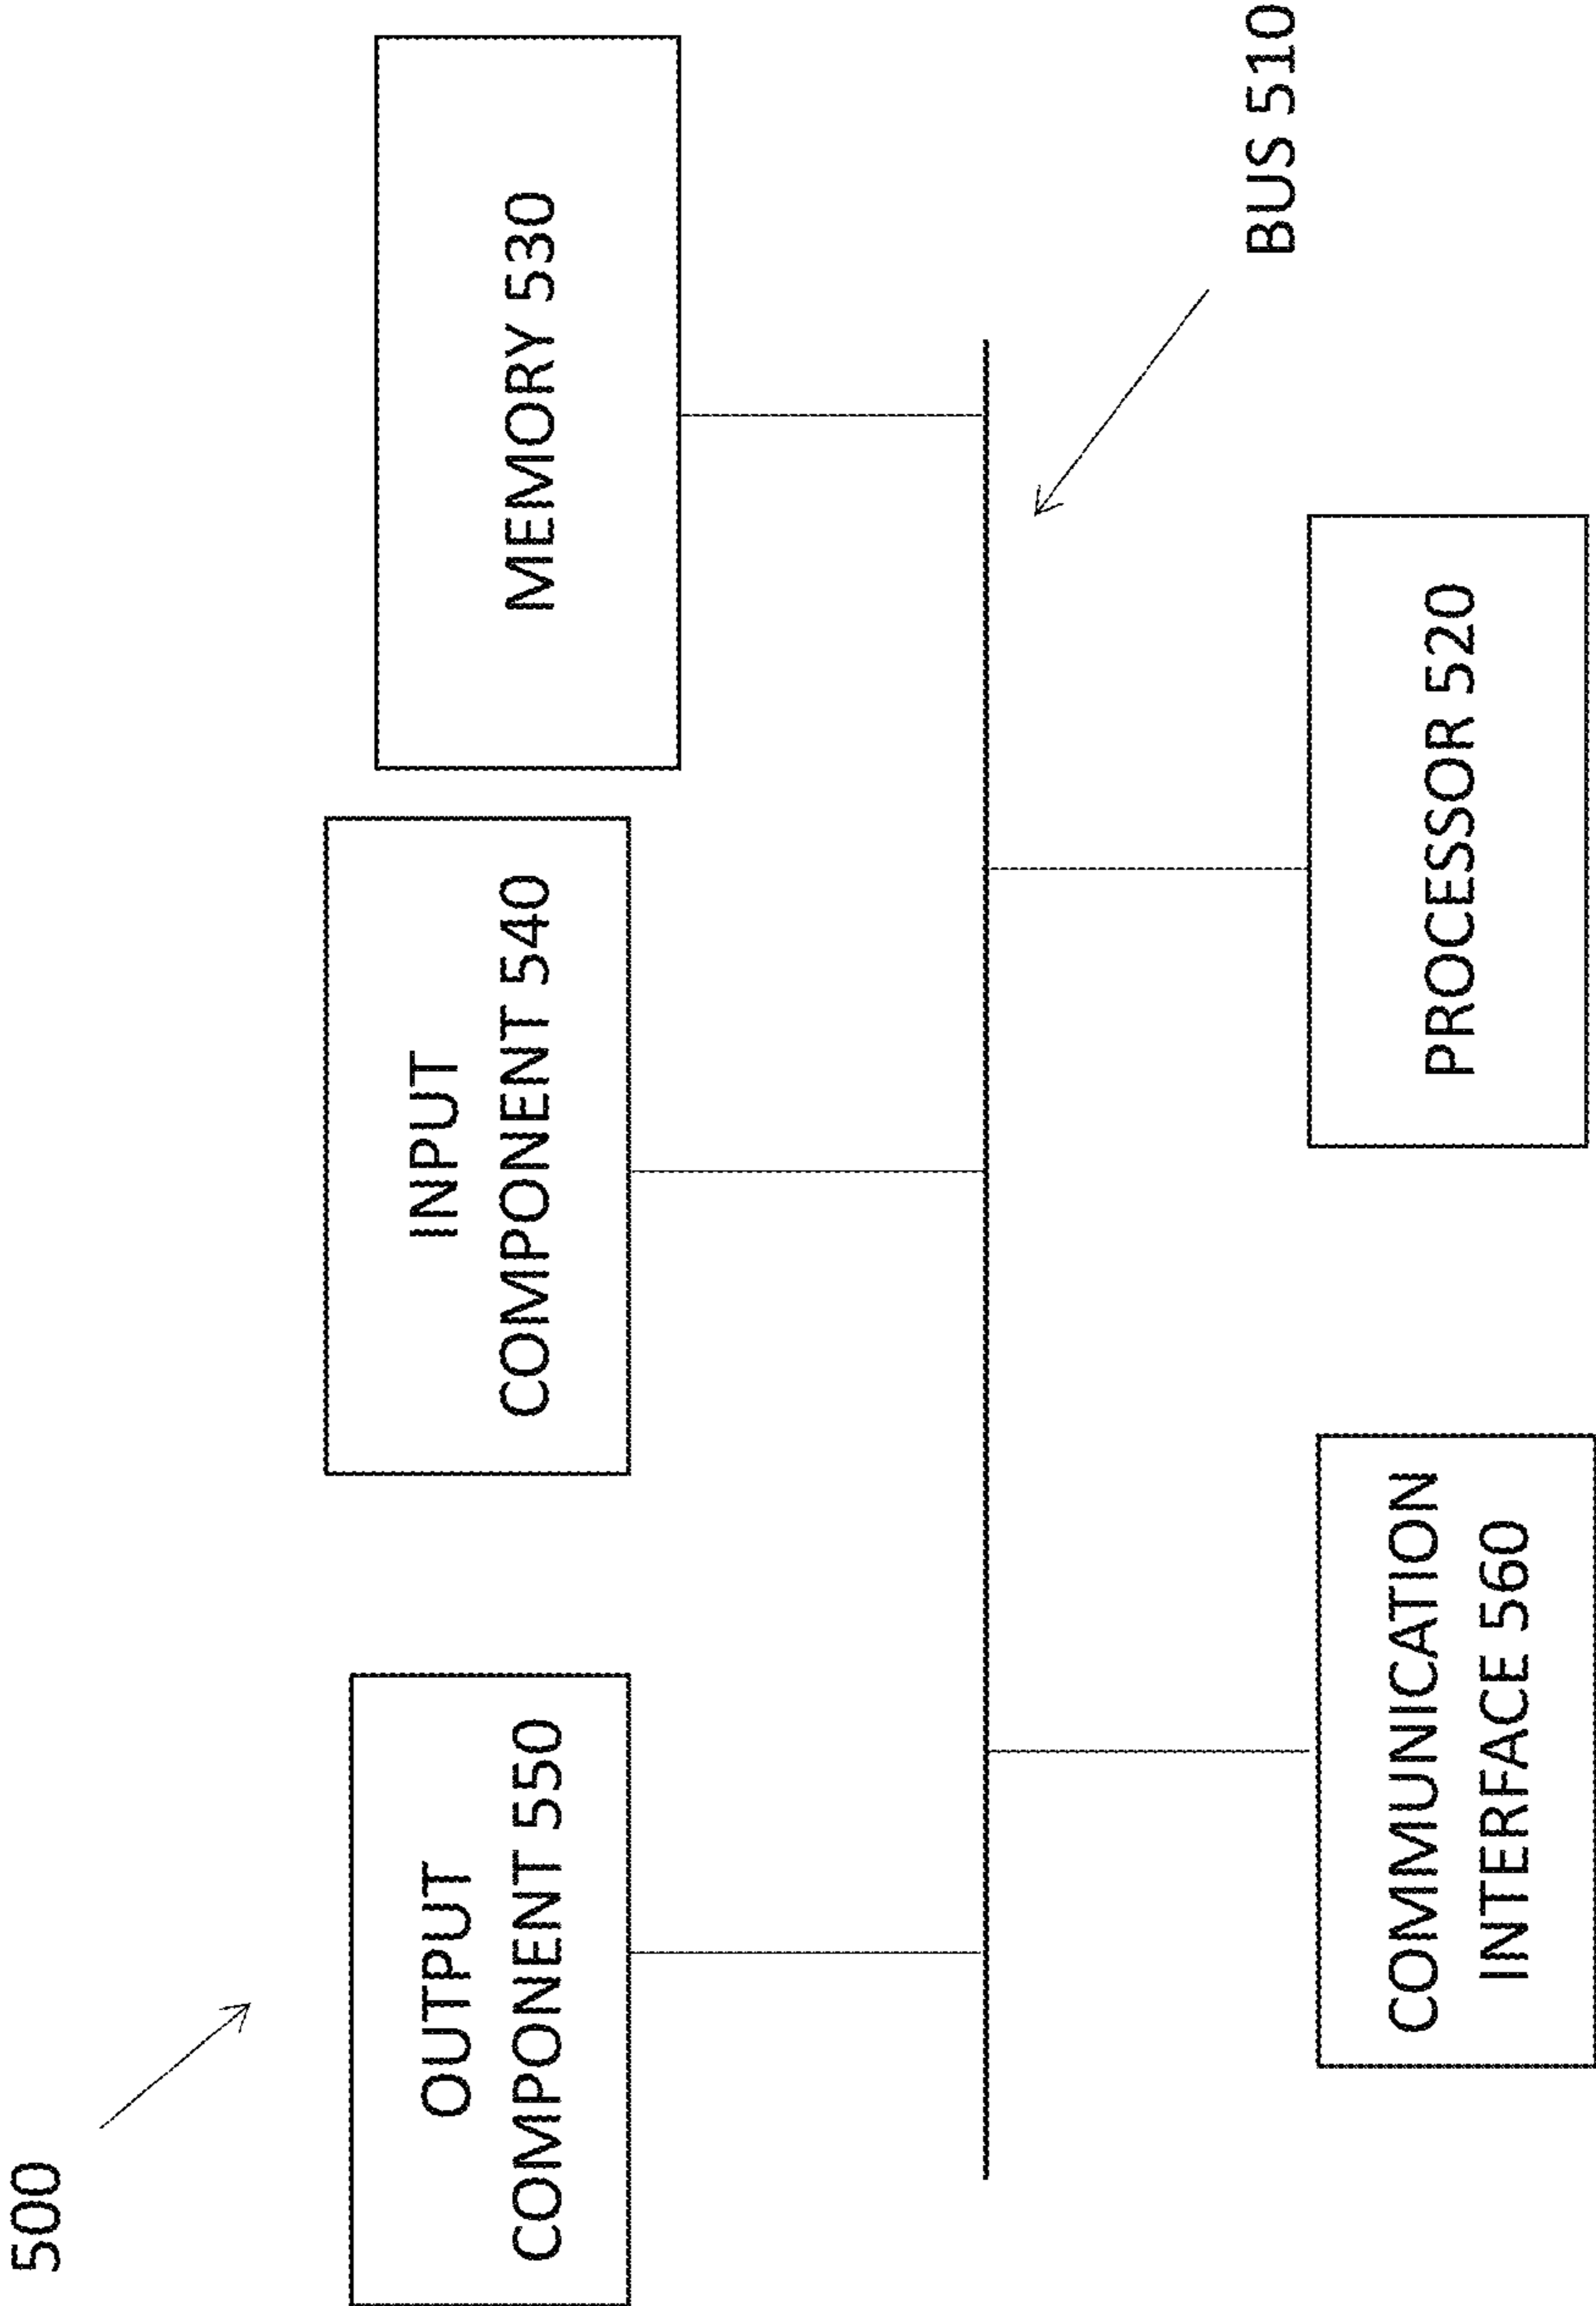 500
OUTPUT
COMPONENT 550
INPUT
COMPONENT 540
MEMORY 530
COMMUNICATION
INTERFACE 560
PROCESSOR 520
BUS 510